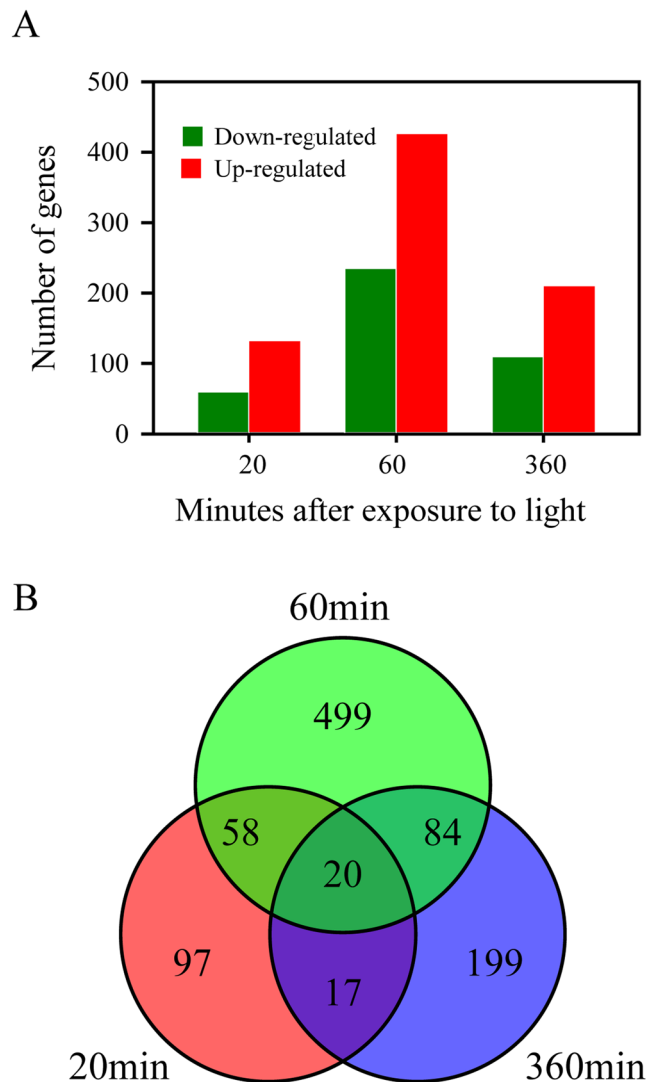 A
Number of genes
500
400
300
200
100
0
Down-regulated
Up-regulated
20 60 360
Minutes after exposure to light
B
60min
499
58 84
20
97 199
17
20min 360min